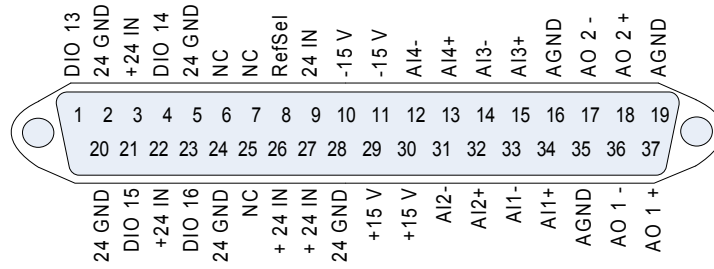 DIO 13
24 GND
+24 IN
DIO 14
24 GND
NC
NC
RefSel
24 IN
-15 V
-15 V
AI4-
AI4+
AI3-
AI3+
AGND
AO 2 -
AO 2 +
AGND
1 2 3 4 5 6 7 8 9 10 11 12 13 14 15 16 17 18 19
20 21 22 23 24 25 26 27 28 29 30 31 32 33 34 35 36 37
24 GND
DIO 15
+24 IN
DIO 16
24 GND
NC
+ 24 IN
+ 24 IN
24 GND
+15 V
+15 V
AI2-
AI2+
AI1-
AI1+
AGND
AO 1 -
AO 1 +